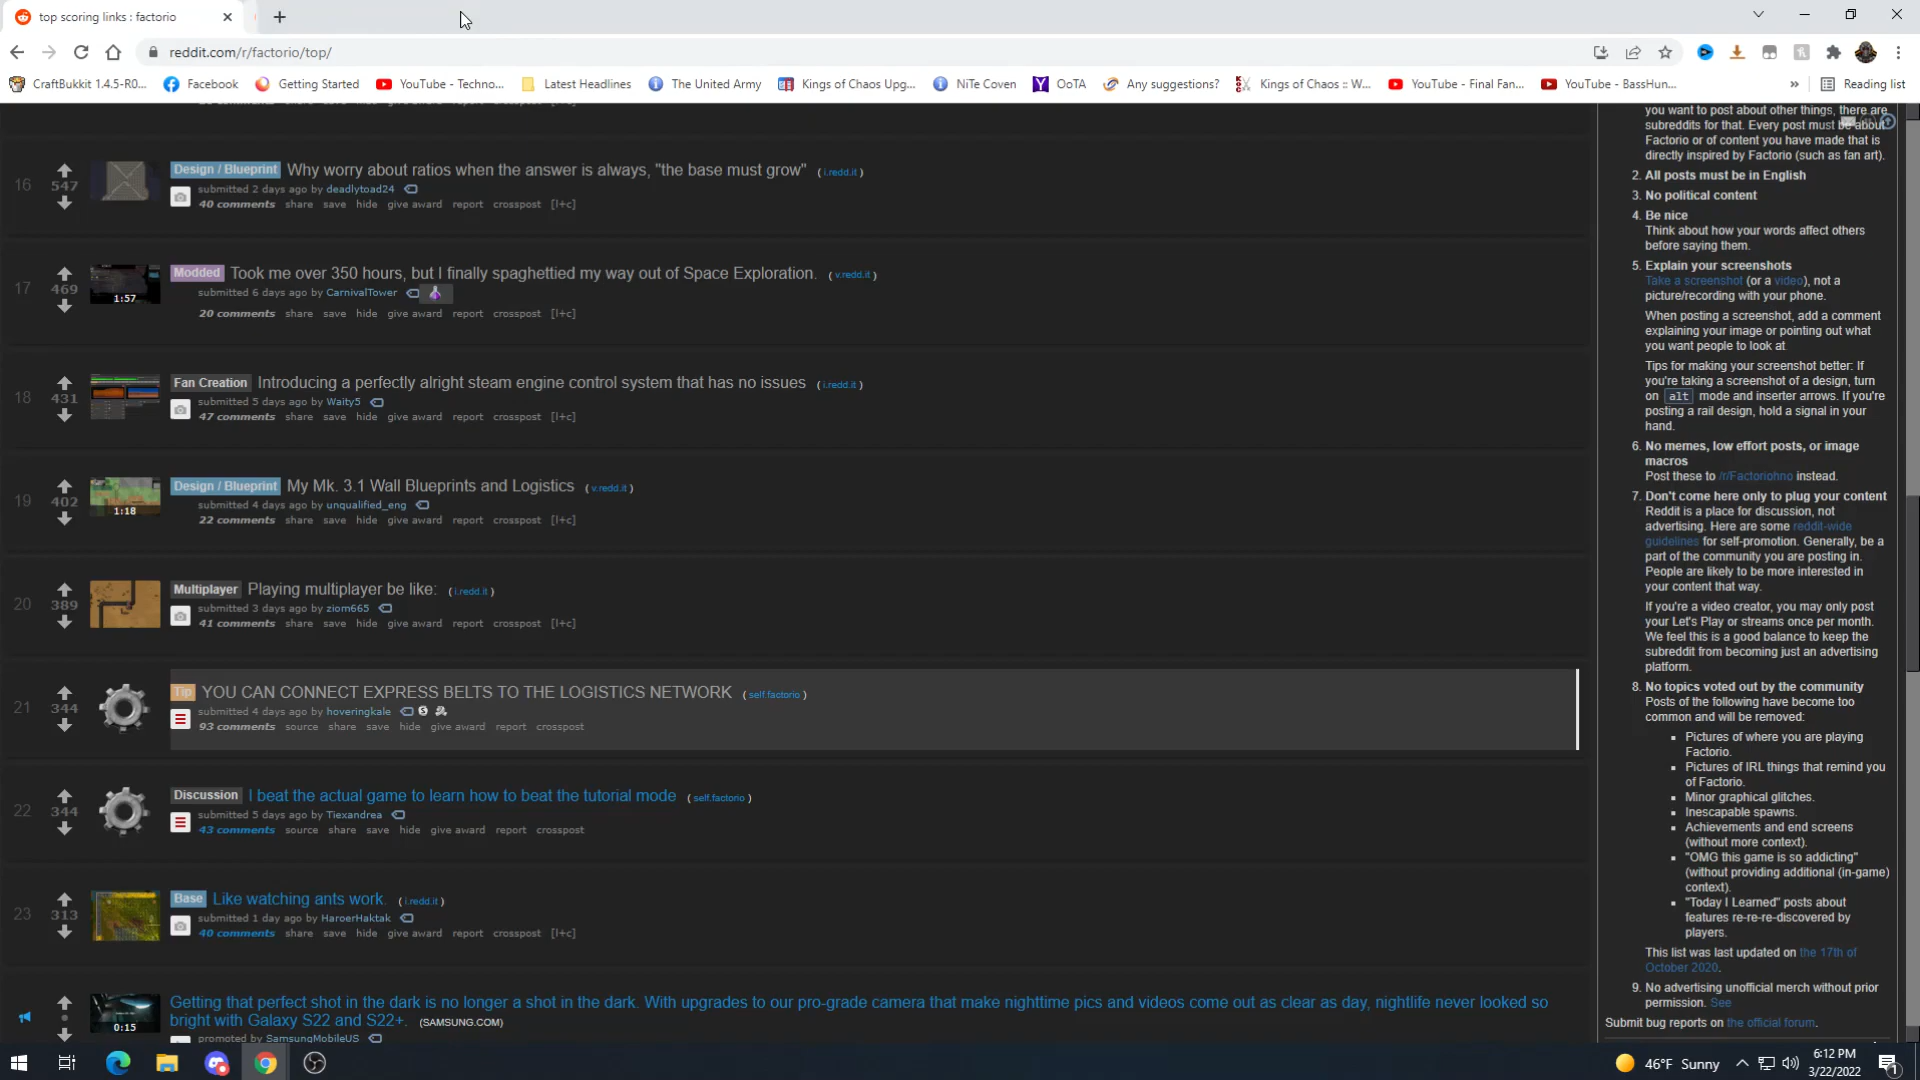 top scoring links : factorio
reddit.com/r/factorio/top/
CraftBukkit 1.4.5-R0...
Facebook
Getting Started
YouTube - Techno...
Latest Headlines
The United Army
Kings of Chaos Upg...
NiTe Coven
OoTA
Any suggestions?
Kings of Chaos :: W...
YouTube - Final Fan...
YouTube - BassHun...
»
Reading list
16
547
Design / Blueprint Why worry about ratios when the answer is always, "the base must grow" ( i.redd.it )
submitted 2 days ago by deadlytoad24
40 comments share save hide give award report crosspost [l+c]
17
469
1:57
Modded Took me over 350 hours, but I finally spaghettied my way out of Space Exploration. ( v.redd.it )
submitted 6 days ago by CarnivalTower
20 comments share save hide give award report crosspost [l+c]
18
431
Fan Creation Introducing a perfectly alright steam engine control system that has no issues ( i.redd.it )
submitted 5 days ago by Waity5
47 comments share save hide give award report crosspost [l+c]
19
402
1:18
Design / Blueprint My Mk. 3.1 Wall Blueprints and Logistics ( v.redd.it )
submitted 4 days ago by unqualified_eng
22 comments share save hide give award report crosspost [l+c]
20
389
Multiplayer Playing multiplayer be like: ( i.redd.it )
submitted 3 days ago by ziom665
41 comments share save hide give award report crosspost [l+c]
21
344
Tip YOU CAN CONNECT EXPRESS BELTS TO THE LOGISTICS NETWORK ( self.factorio )
submitted 4 days ago by hoveringkale
93 comments source share save hide give award report crosspost
22
344
Discussion I beat the actual game to learn how to beat the tutorial mode ( self.factorio )
submitted 5 days ago by Tiexandrea
43 comments source share save hide give award report crosspost
23
313
Base Like watching ants work. ( i.redd.it )
submitted 1 day ago by HaroerHaktak
40 comments share save hide give award report crosspost [l+c]
0:15
Getting that perfect shot in the dark is no longer a shot in the dark. With upgrades to our pro-grade camera that make nighttime pics and videos come out as clear as day, nightlife never looked so
bright with Galaxy S22 and S22+. (SAMSUNG.COM)
promoted by SamsungMobileUS
you want to post about other things, there are
subreddits for that. Every post must be about
Factorio or of content you have made that is
directly inspired by Factorio (such as fan art).
2. All posts must be in English
3. No political content
4. Be nice
Think about how your words affect others
before saying them.
5. Explain your screenshots
Take a screenshot (or a video), not a
picture/recording with your phone.
When posting a screenshot, add a comment
explaining your image or pointing out what
you want people to look at
Tips for making your screenshot better: If
you're taking a screenshot of a design, turn
on alt mode and inserter arrows. If you're
posting a rail design, hold a signal in your
hand.
6. No memes, low effort posts, or image
macros
Post these to /r/Factoriohno instead.
7. Don't come here only to plug your content
Reddit is a place for discussion, not
advertising. Here are some reddit-wide
guidelines for self-promotion. Generally, be a
part of the community you are posting in.
People are likely to be more interested in
your content that way.
If you're a video creator, you may only post
your Let's Play or streams once per month.
We feel this is a good balance to keep the
subreddit from becoming just an advertising
platform.
8. No topics voted out by the community
Posts of the following have become too
common and will be removed:
Pictures of where you are playing
Factorio.
Pictures of IRL things that remind you
of Factorio.
Minor graphical glitches.
Inescapable spawns.
Achievements and end screens
(without more context).
"OMG this game is so addicting"
(without providing additional (in-game)
context).
"Today I Learned" posts about
features re-re-re-discovered by
players.
This list was last updated on the 17th of
October 2020.
9. No advertising unofficial merch without prior
permission. See
Submit bug reports on the official forum.
46°F Sunny
6:12 PM
3/22/2022
1